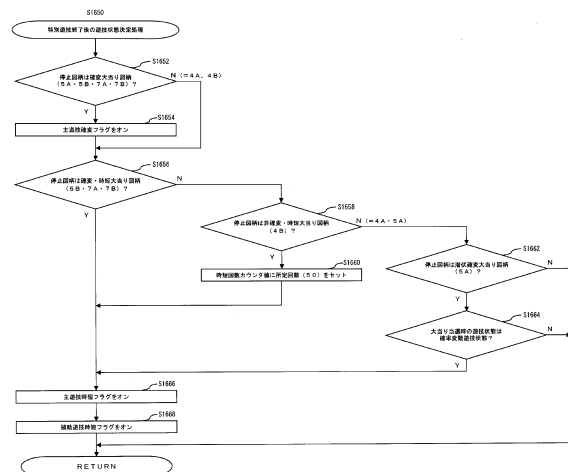 S1650
特別遊技終了後の遊技状態決定処理
S1652
停止図柄は確変大当り図柄
(5A・5B・7A・7B)?
N(=4A、4B)
Y
S1654
主遊技確変フラグをオン
S1656
停止図柄は確変・時短大当り図柄
(5B・7A・7B)?
N
Y
S1658
停止図柄は非確変・時短大当り図柄
(4B)?
N(=4A・5A)
Y
S1660
時短回数カウンタ値に所定回数(50)をセット
S1662
停止図柄は潜伏確変大当り図柄
(5A)?
N
Y
S1664
大当り当選時の遊技状態は
確率変動遊技状態?
N
Y
S1666
主遊技時短フラグをオン
S1668
補助遊技時短フラグをオン
RETURN